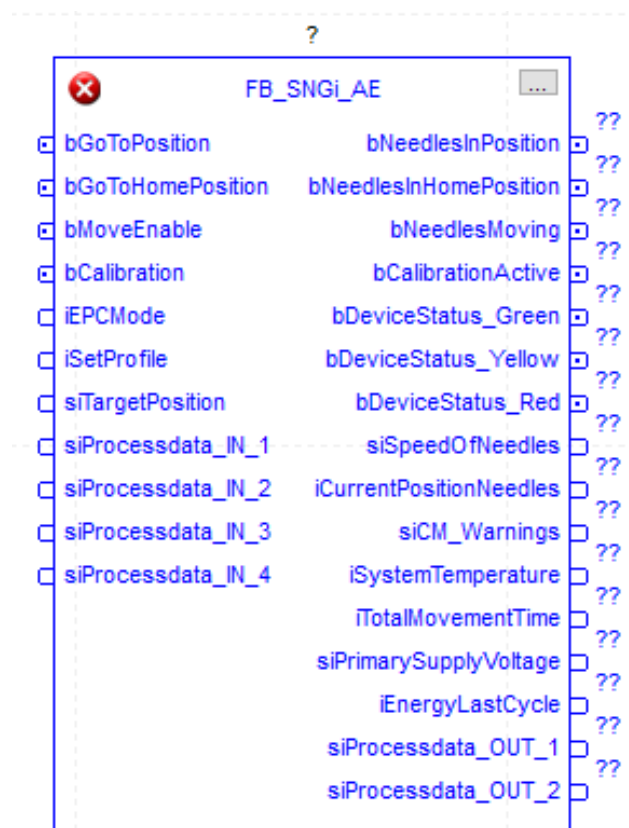 ?
FB_SNGi_AE
...
??
bGoToPosition bNeedlesInPosition
??
bGoToHomePosition bNeedlesInHomePosition
??
bMoveEnable bNeedlesMoving
??
bCalibration bCalibrationActive
??
iEPCMode bDeviceStatus_Green
??
iSetProfile bDeviceStatus_Yellow
??
siTargetPosition bDeviceStatus_Red
??
siProcessdata_IN_1 siSpeedOfNeedles
??
siProcessdata_IN_2 iCurrentPositionNeedles
??
siProcessdata_IN_3 siCM_Warnings
??
siProcessdata_IN_4 iSystemTemperature
??
iTotalMovementTime
??
siPrimarySupplyVoltage
??
iEnergyLastCycle
??
siProcessdata_OUT_1
??
siProcessdata_OUT_2